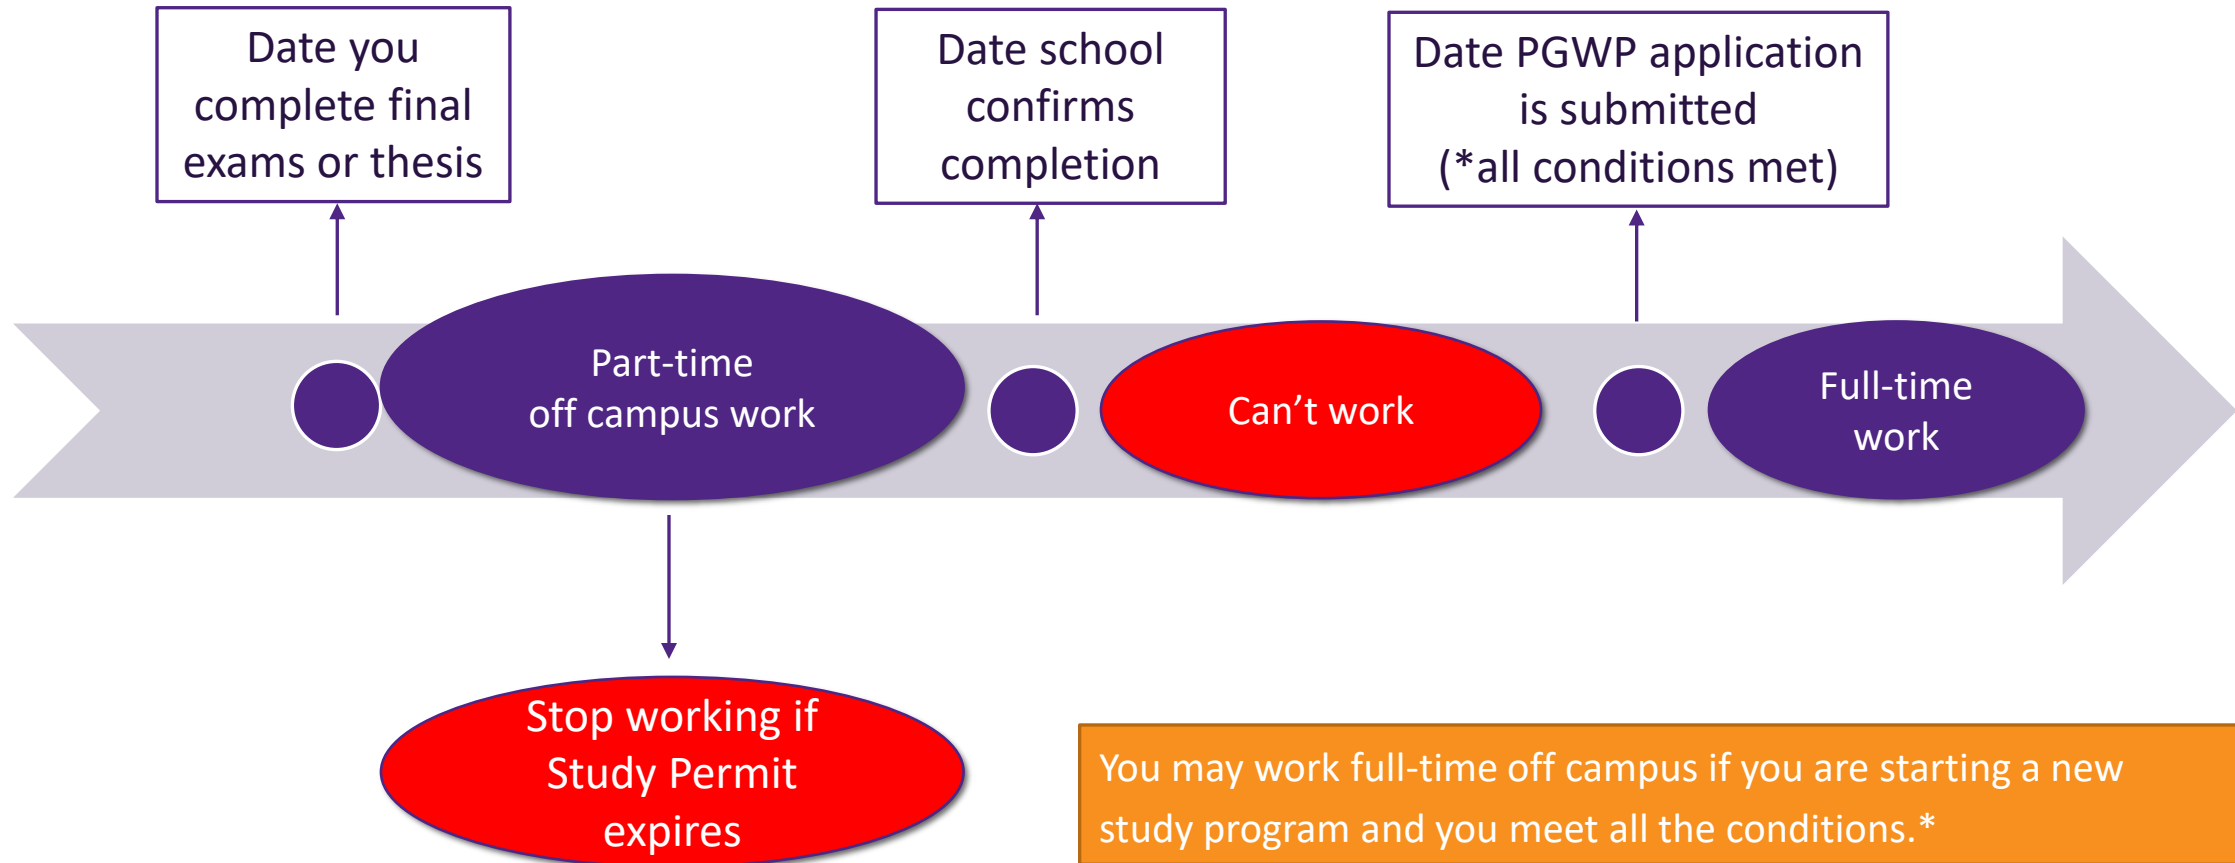 Date you
complete final
exams or thesis
Date school
confirms
completion
Date PGWP application
is submitted
(*all conditions met)
Part-time
off campus work
Can’t work
Full-time
work
Stop working if
Study Permit
expires
You may work full-time off campus if you are starting a new
study program and you meet all the conditions.*